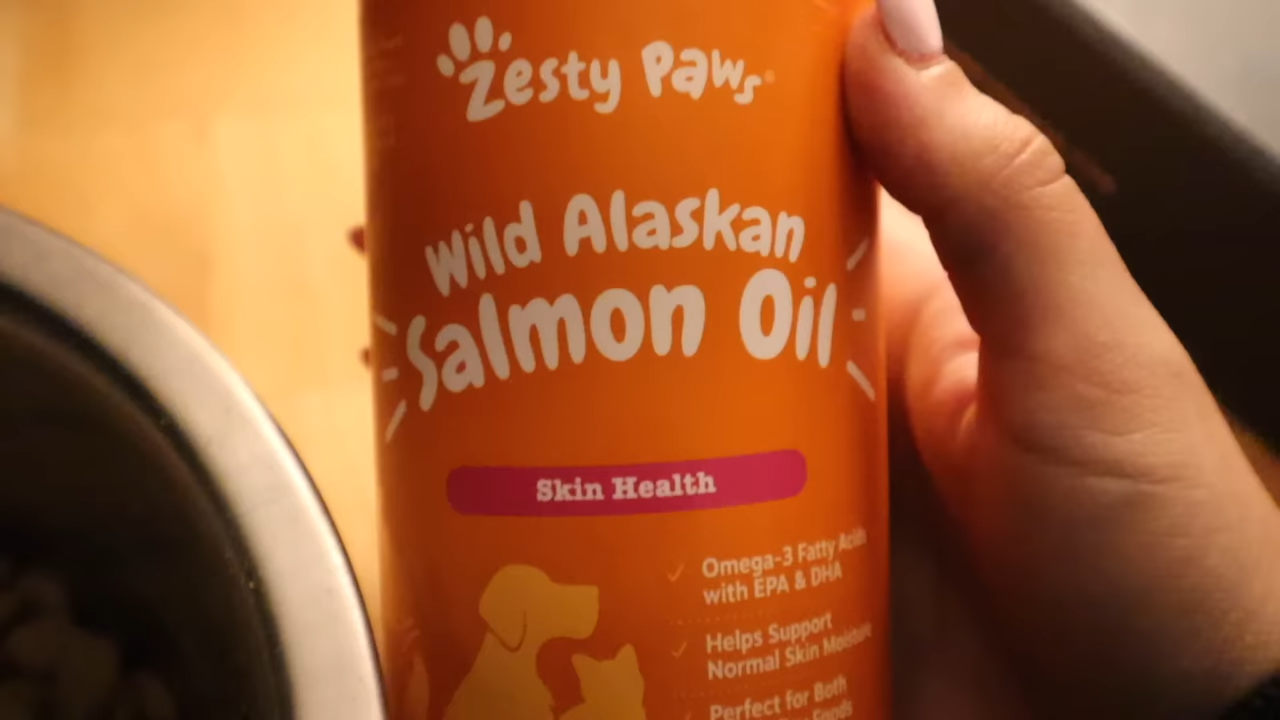 Zesty Paws®
Wild Alaskan
Salmon Oil
Skin Health
Omega-3 Fatty Acids
with EPA & DHA
Helps Support
Normal Skin Moisture
Perfect for Both
Foods